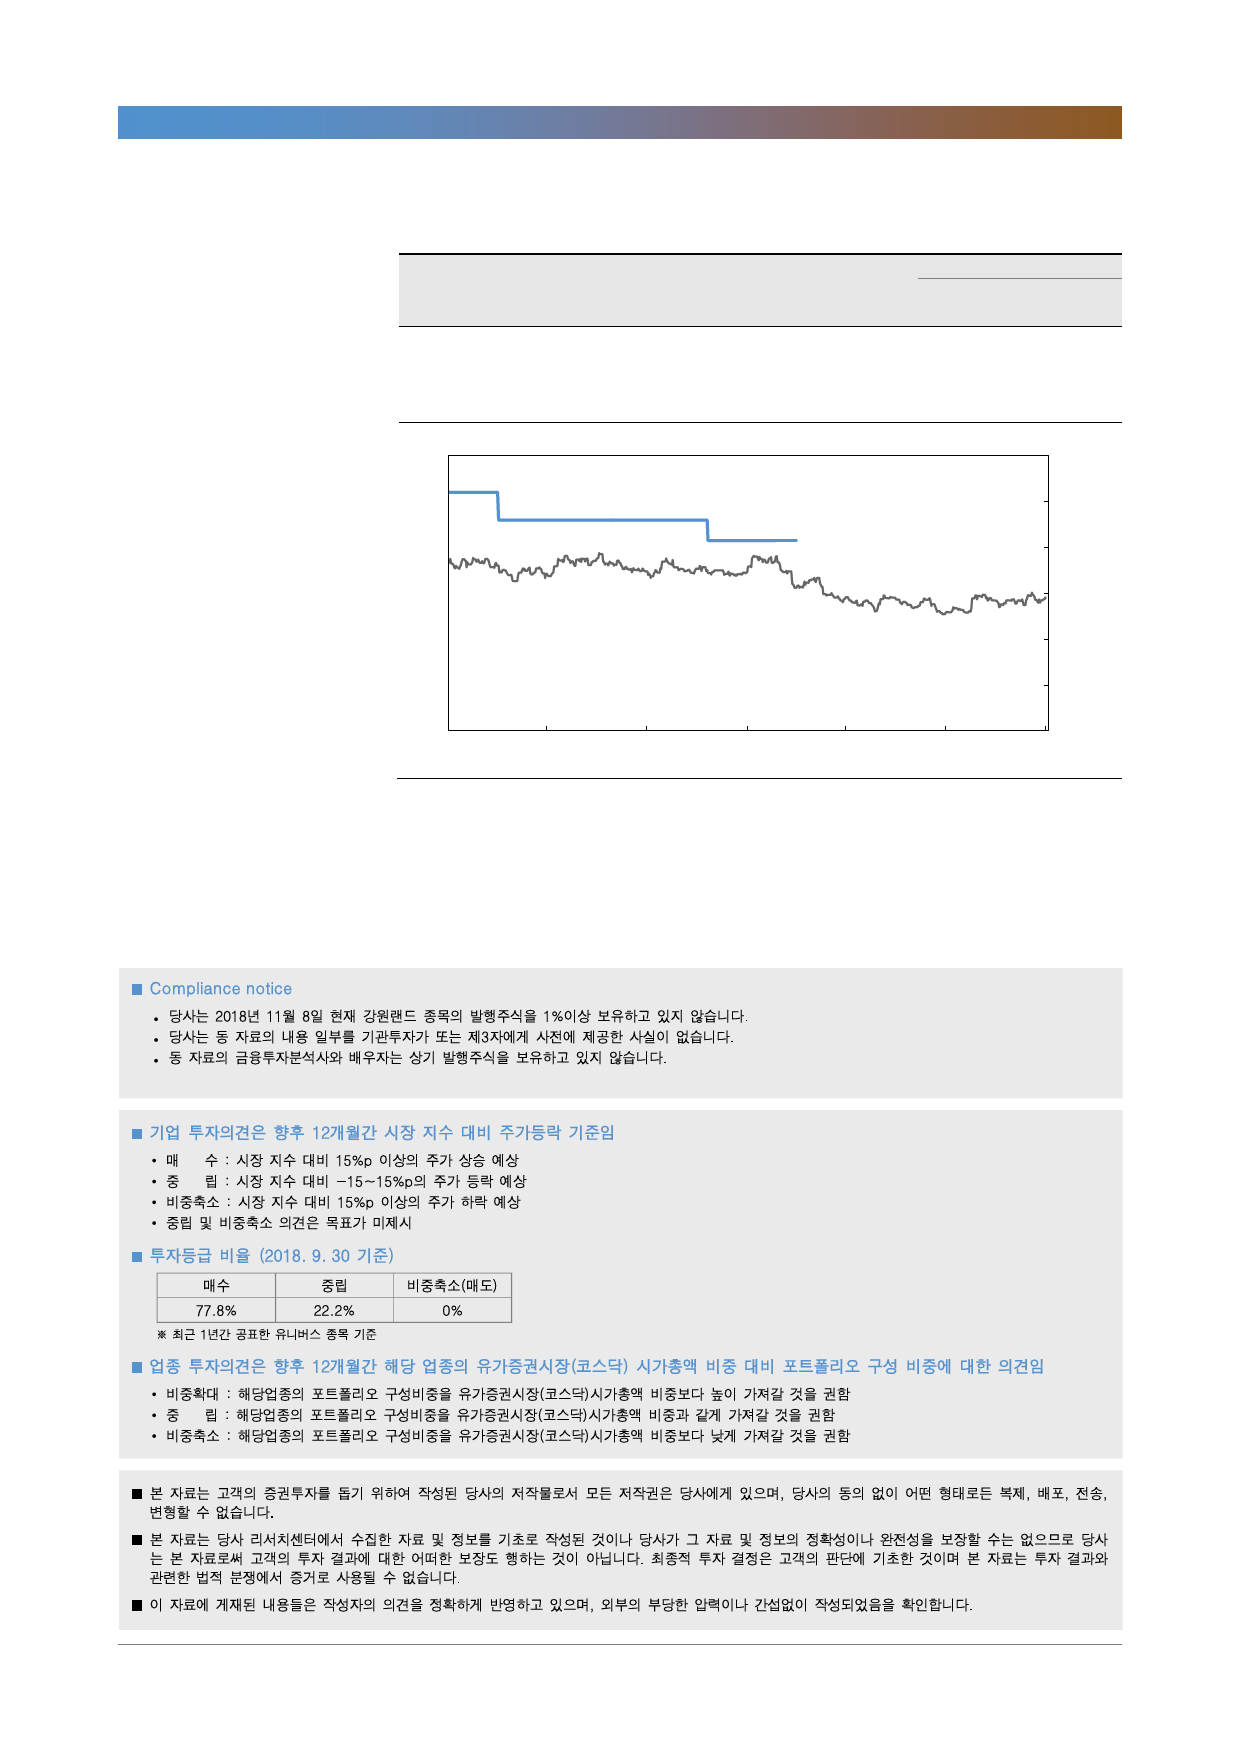 ■ Compliance notice
• 당사는 2018년 11월 8일 현재 강원랜드 종목의 발행주식을 1%이상 보유하고 있지 않습니다.
• 당사는 동 자료의 내용 일부를 기관투자가 또는 제3자에게 사전에 제공한 사실이 없습니다.
• 동 자료의 금융투자분석사와 배우자는 상기 발행주식을 보유하고 있지 않습니다.
■ 기업 투자의견은 향후 12개월간 시장 지수 대비 주가등락 기준임
• 매 수 : 시장 지수 대비 15%p 이상의 주가 상승 예상
• 중 립 : 시장 지수 대비 -15~15%p의 주가 등락 예상
• 비중축소 : 시장 지수 대비 15%p 이상의 주가 하락 예상
• 중립 및 비중축소 의견은 목표가 미제시
■ 투자등급 비율 (2018. 9. 30 기준)
매수 중립 비중축소(매도)
77.8% 22.2% 0%
※ 최근 1년간 공표한 유니버스 종목 기준
■ 업종 투자의견은 향후 12개월간 해당 업종의 유가증권시장(코스닥) 시가총액 비중 대비 포트폴리오 구성 비중에 대한 의견임
• 비중확대 : 해당업종의 포트폴리오 구성비중을 유가증권시장(코스닥)시가총액 비중보다 높이 가져갈 것을 권함
• 중 립 : 해당업종의 포트폴리오 구성비중을 유가증권시장(코스닥)시가총액 비중과 같게 가져갈 것을 권함
• 비중축소 : 해당업종의 포트폴리오 구성비중을 유가증권시장(코스닥)시가총액 비중보다 낮게 가져갈 것을 권함
■ 본 자료는 고객의 증권투자를 돕기 위하여 작성된 당사의 저작물로서 모든 저작권은 당사에게 있으며, 당사의 동의 없이 어떤 형태로든 복제, 배포, 전송,
변형할 수 없습니다.
■ 본 자료는 당사 리서치센터에서 수집한 자료 및 정보를 기초로 작성된 것이나 당사가 그 자료 및 정보의 정확성이나 완전성을 보장할 수는 없으므로 당사
는 본 자료로써 고객의 투자 결과에 대한 어떠한 보장도 행하는 것이 아닙니다. 최종적 투자 결정은 고객의 판단에 기초한 것이며 본 자료는 투자 결과와
관련한 법적 분쟁에서 증거로 사용될 수 없습니다.
■ 이 자료에 게재된 내용들은 작성자의 의견을 정확하게 반영하고 있으며, 외부의 부당한 압력이나 간섭없이 작성되었음을 확인합니다.